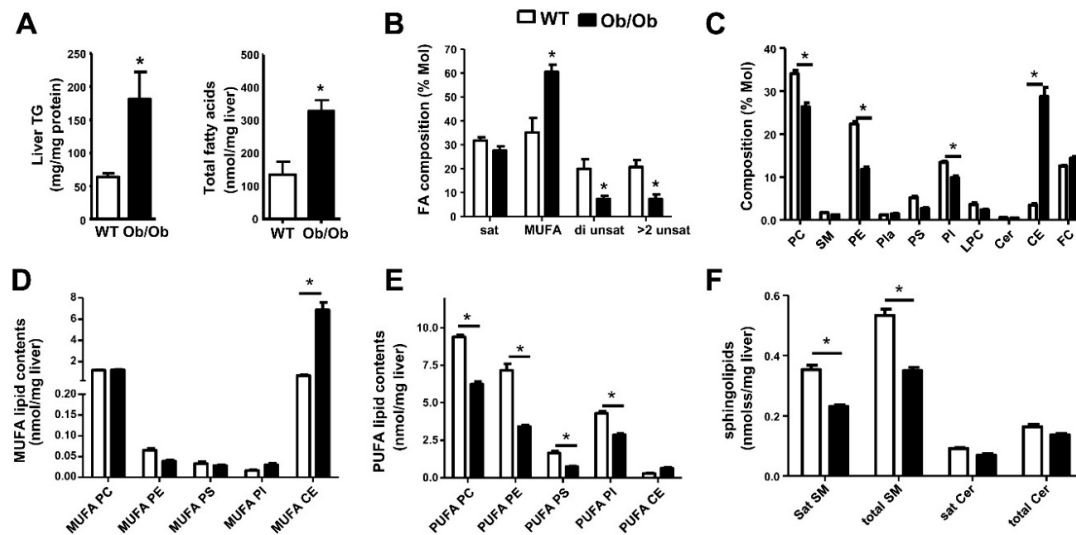 A
Liver TG
(mg/mg protein)
250
200
150
100
50
0
*
WT Ob/Ob
Total fatty acids
(nmol/mg liver)
500
400
300
200
100
0
*
WT Ob/Ob
B
WT Ob/Ob
FA composition (% Mol)
80
70
60
50
40
30
20
10
0
*
*
*
sat MUFA di unsat >2 unsat
C
Composition (% Mol)
40
30
20
10
0.0
*
*
*
*
PC SM PE Pla PS PI LPC Cer CE FC
D
MUFA lipid contents
(nmol/mg liver)
8
6
4
2
0.20
0.15
0.10
0.05
0.00
*
MUFA PC MUFA PE MUFA PS MUFA PI MUFA CE
E
PUFA lipid contents
(nmol/mg liver)
10.0
7.5
5.0
2.5
0.0
*
*
*
*
PUFA PC PUFA PE PUFA PS PUFA PI PUFA CE
F
sphingolipids
(nmolss/mg liver)
0.6
0.4
0.2
0.0
*
*
Sat SM total SM sat Cer total Cer